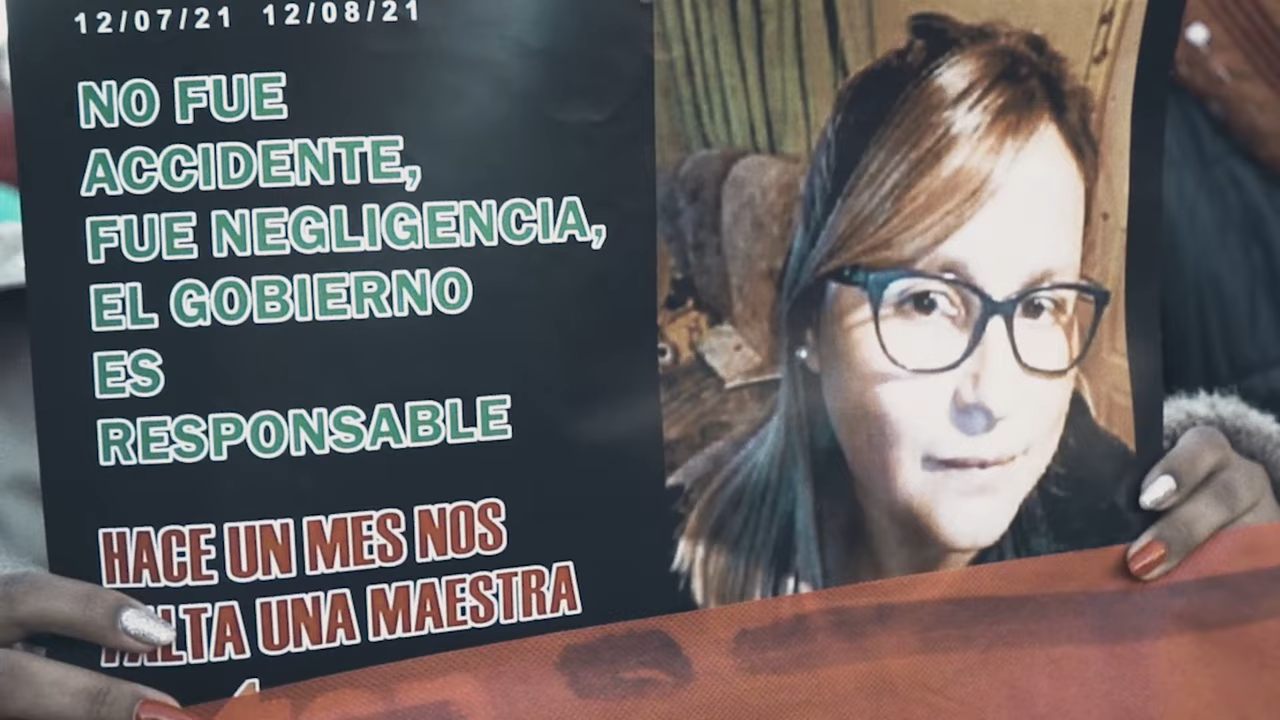 12/07/21 12/08/21
NO FUE
ACCIDENTE,
FUE NEGLIGENCIA,
EL GOBIERNO
ES
RESPONSABLE
HACE UN MES NOS
FALTA UNA MAESTRA